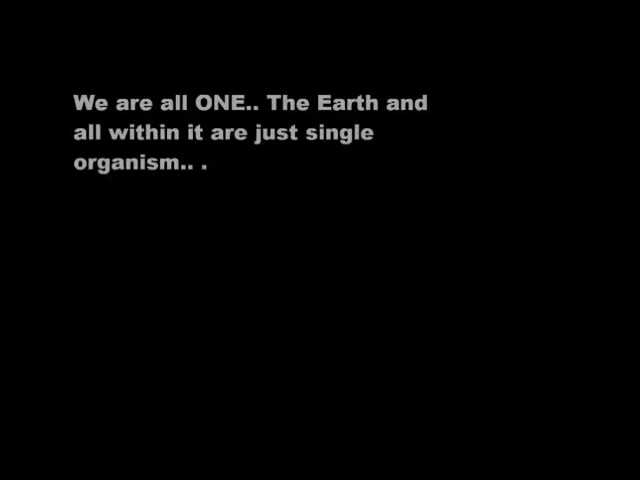 We are all ONE.. The Earth and
all within it are just single
organism.. .